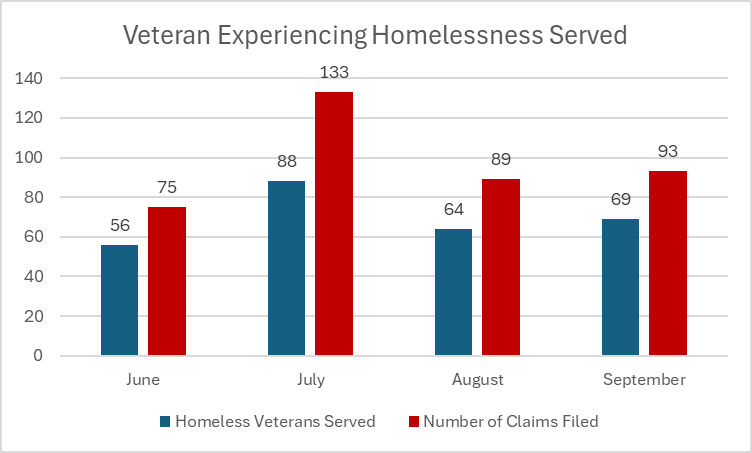 Veteran Experiencing Homelessness Served
140
120
100
80
60
40
20
0
56
75
88
133
64
89
69
93
June
July
August
September
Homeless Veterans Served
Number of Claims Filed